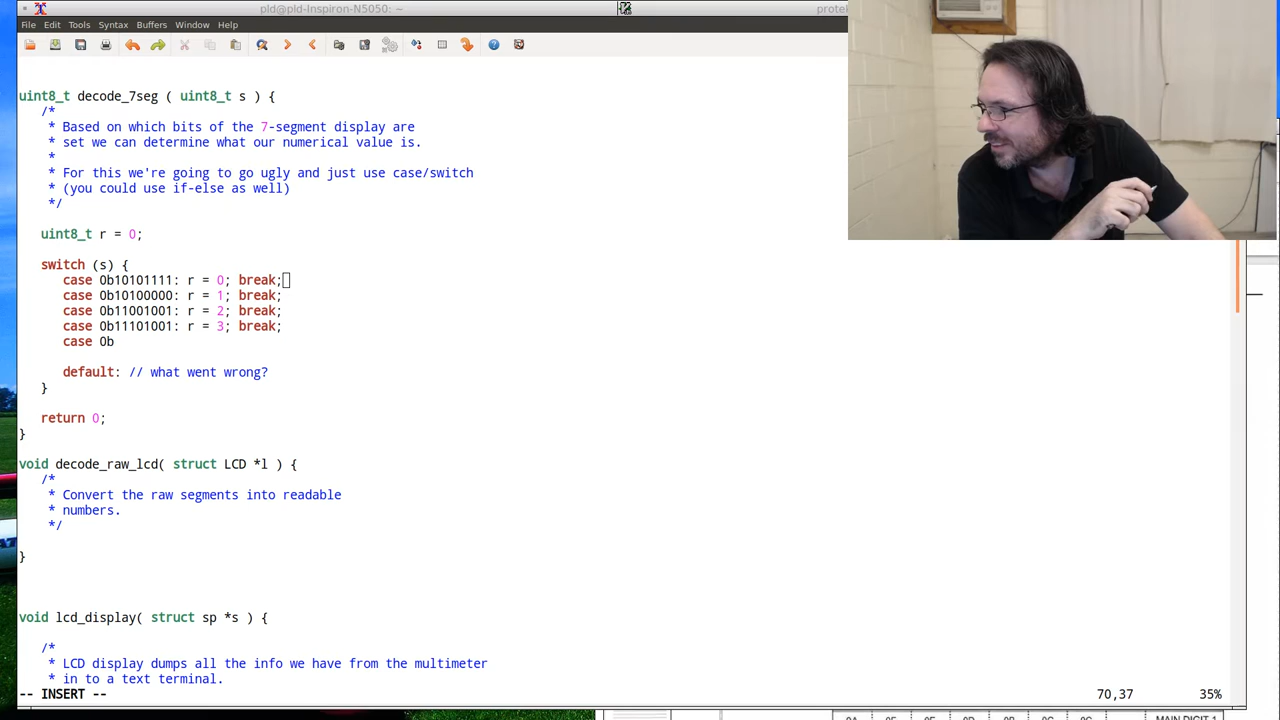 pld@pld-Inspiron-N5050: ~
File Edit Tools Syntax Buffers Window
uint8_t decode_7seg ( uint8_t s ) {
/*
* Based on which bits of the 7-segment display are
* set we can determine what our numerical value is.
*
* For this we're going to go ugly and just use case/switch
* (you could use if-else as well)
*/
uint8_t r = 0;
switch (s) {
case 0b10101111: r = 0; break;
case 0b10100000: r = 1; break;
case 0b11001001: r = 2; break;
case 0b11101001: r = 3; break;
case 0b
default: // what went wrong?
}
return 0;
}
void decode_raw_lcd( struct LCD *l ) {
/*
* Convert the raw segments into readable
* numbers.
*/
}
void lcd_display( struct sp *s ) {
/*
* LCD display dumps all the info we have from the multimeter
* in to a text terminal.
-- INSERT -- 70,37 35%